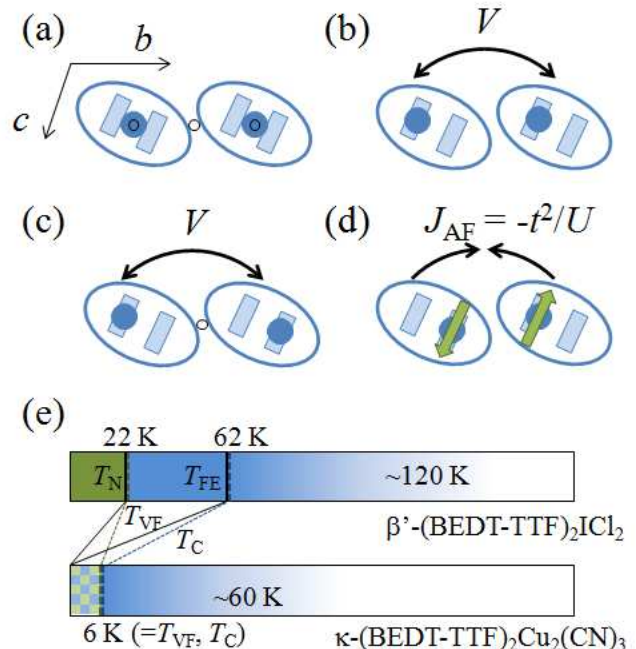 (a)
b
c
(b)
V
(c)
V
(d)
J_AF = -t²/U
(e)
22 K 62 K
T_N T_FE ~120 K
T_VF β'-(BEDT-TTF)₂ICl₂
T_C
~60 K
6 K (=T_VF, T_C) κ-(BEDT-TTF)₂Cu₂(CN)₃